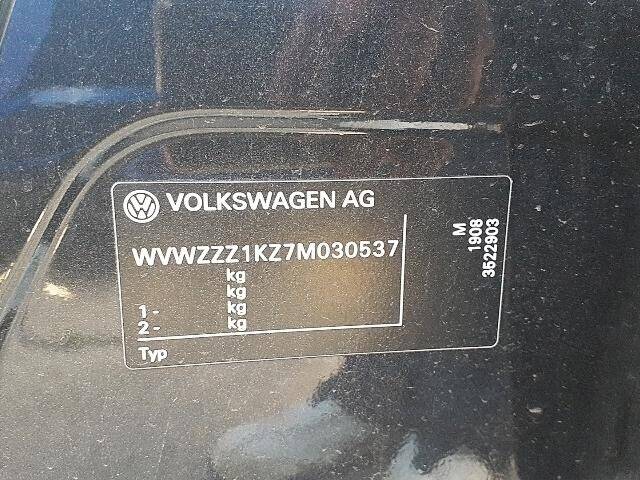 VOLKSWAGEN AG
WVWZZZ1KZ7M030537
kg
kg
1 - kg
2 - kg
Typ
M
1908
3522903